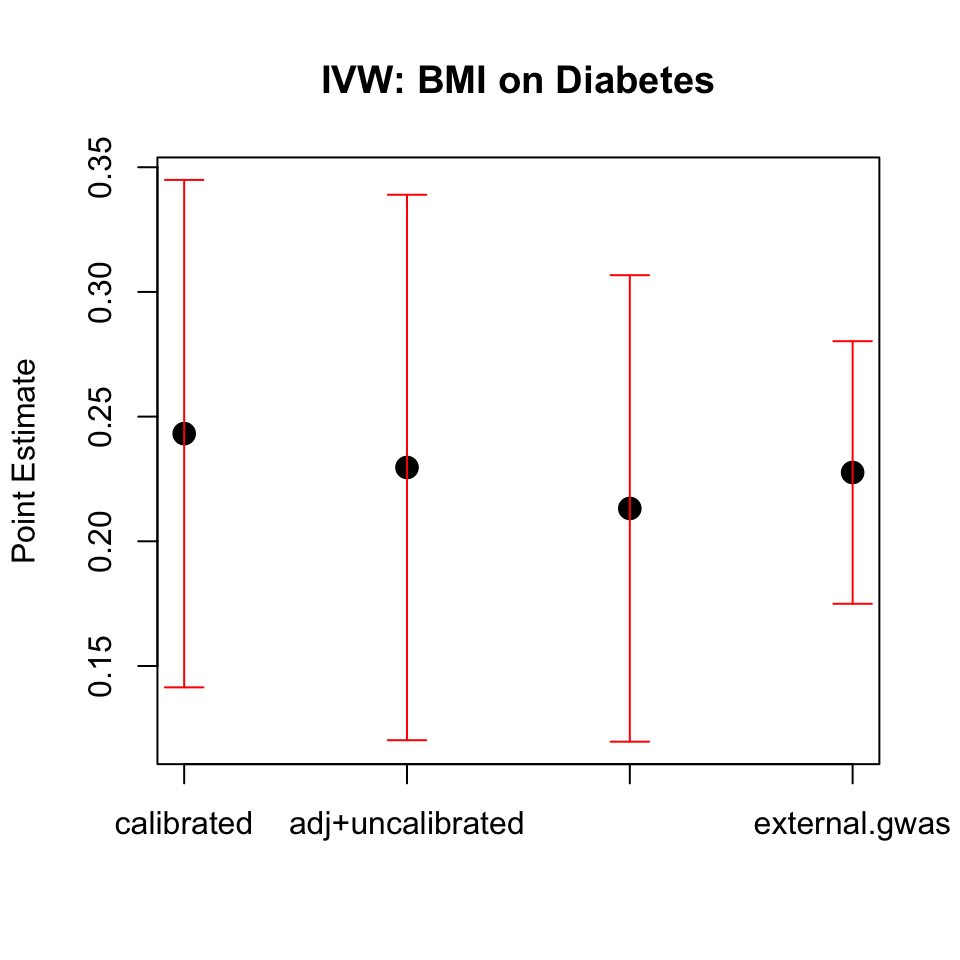 IVW: BMI on Diabetes
Point Estimate
0.35
0.30
0.25
0.20
0.15
calibrated adj+uncalibrated external.gwas